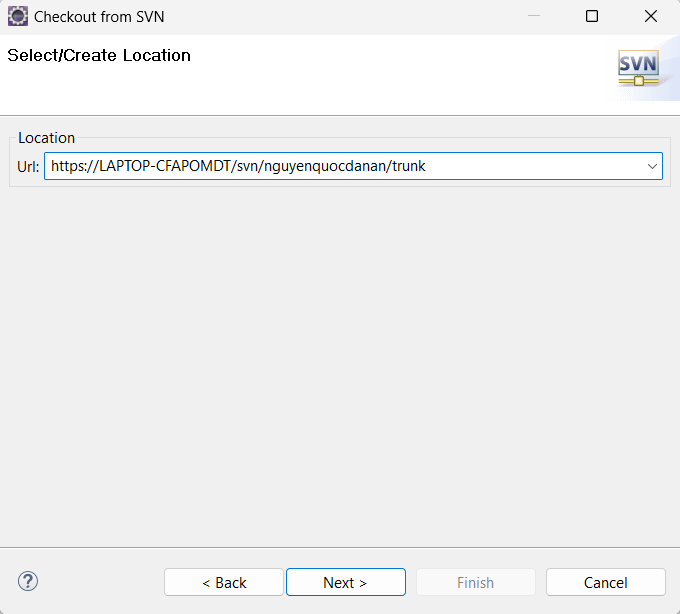 Checkout from SVN
Select/Create Location
SVN
Location
Url: https://LAPTOP-CFAPOMDT/svn/nguyenquocdanan/trunk
? < Back Next > Finish Cancel